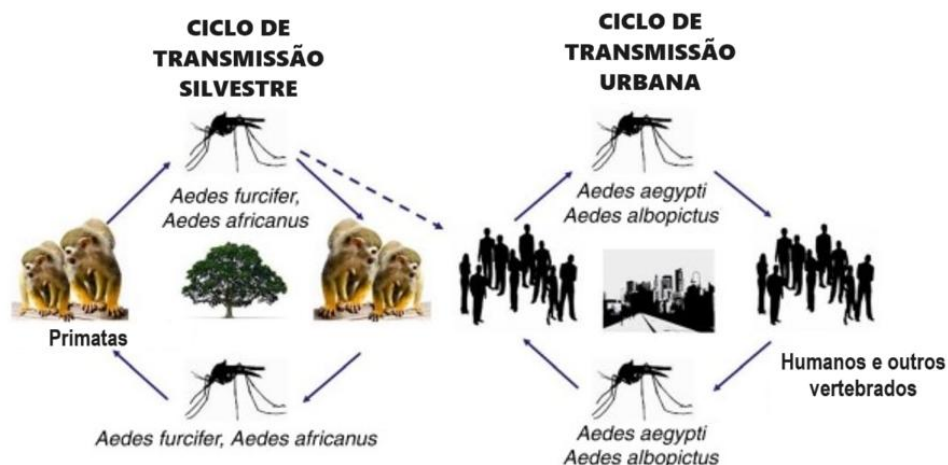 CICLO DE
TRANSMISSÃO
SILVESTRE
Aedes furcifer,
Aedes africanus
Primatas
Aedes furcifer, Aedes africanus
CICLO DE
TRANSMISSÃO
URBANA
Aedes aegypti
Aedes albopictus
Humanos e outros
vertebrados
Aedes aegypti
Aedes albopictus